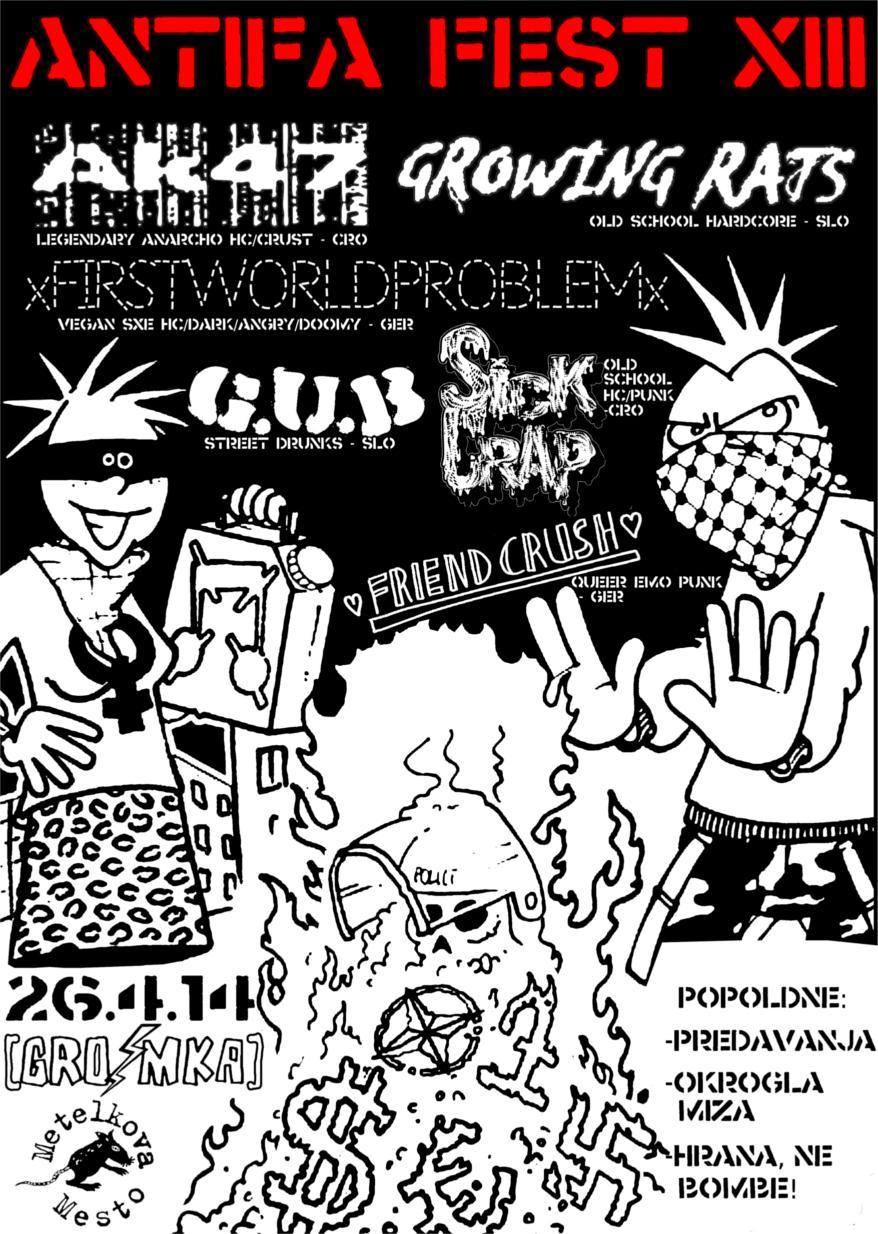 ANTIFA FEST XIII
AK47
LEGENDARY ANARCHO HC/CRUST - CRO
GROWING RATS
OLD SCHOOL HARDCORE - SLO
xFIRSTWORLDPROBLEMx
VEGAN SXE HC/DARK/ANGRY/DOOMY - GER
G.U.B
STREET DRUNKS - SLO
SICK
CRAP
OLD
SCHOOL
HC/PUNK
-CRO
FRIEND CRUSH
QUEER EMO PUNK
- GER
POLICE
26.4.14
[GROMKA]
Metelkova
Mesto
POPOLDNE:
-PREDAVANJA
-OKROGLA
MIZA
-HRANA, NE
BOMBE!